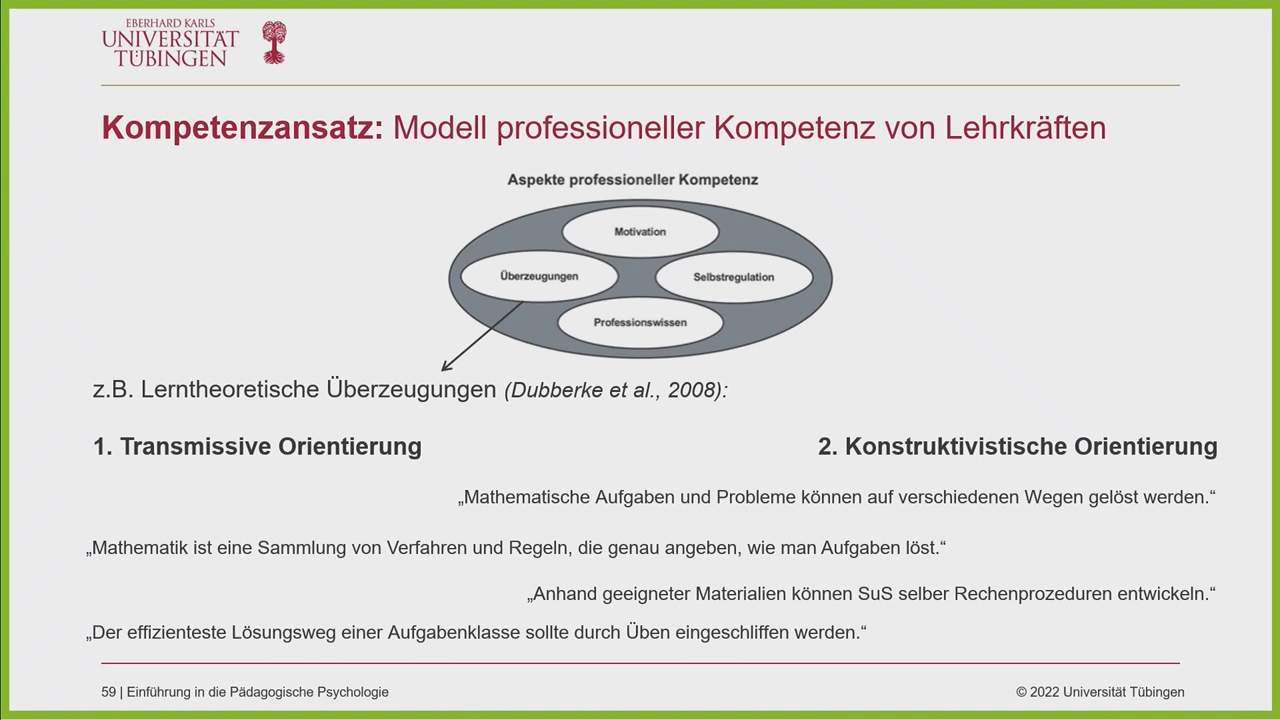 EBERHARD KARLS
UNIVERSITÄT
TÜBINGEN
Kompetenzansatz: Modell professioneller Kompetenz von Lehrkräften
Aspekte professioneller Kompetenz
Motivation
Überzeugungen
Selbstregulation
Professionswissen
z.B. Lerntheoretische Überzeugungen (Dubberke et al., 2008):
1. Transmissive Orientierung
2. Konstruktivistische Orientierung
„Mathematische Aufgaben und Probleme können auf verschiedenen Wegen gelöst werden.“
„Mathematik ist eine Sammlung von Verfahren und Regeln, die genau angeben, wie man Aufgaben löst.“
„Anhand geeigneter Materialien können SuS selber Rechenprozeduren entwickeln.“
„Der effizienteste Lösungsweg einer Aufgabenklasse sollte durch Üben eingeschliffen werden.“
59 | Einführung in die Pädagogische Psychologie
© 2022 Universität Tübingen